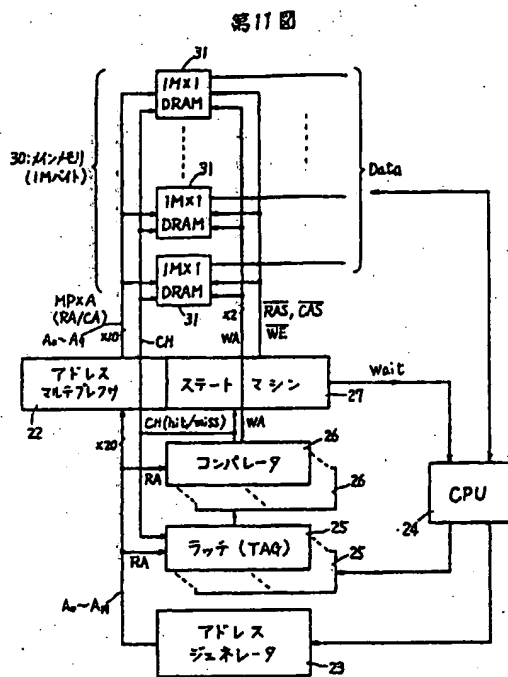 第11図
31
1M×1
DRAM
31
1M×1
DRAM
1M×1
DRAM
31
30:メインメモリ
(1Mバイト)
Data
MPXA
(RA/CA)
A₀~A₉
×10
CH
×2
WA
RAS, CAS
WE
アドレス
マルチプレクサ
22
ステート マシン
27
Wait
×20
CH(hit/miss)
WA
RA
コンパレータ
26
26
CPU
24
RA
ラッチ(TAG)
25
25
アドレス
ジェネレータ
23